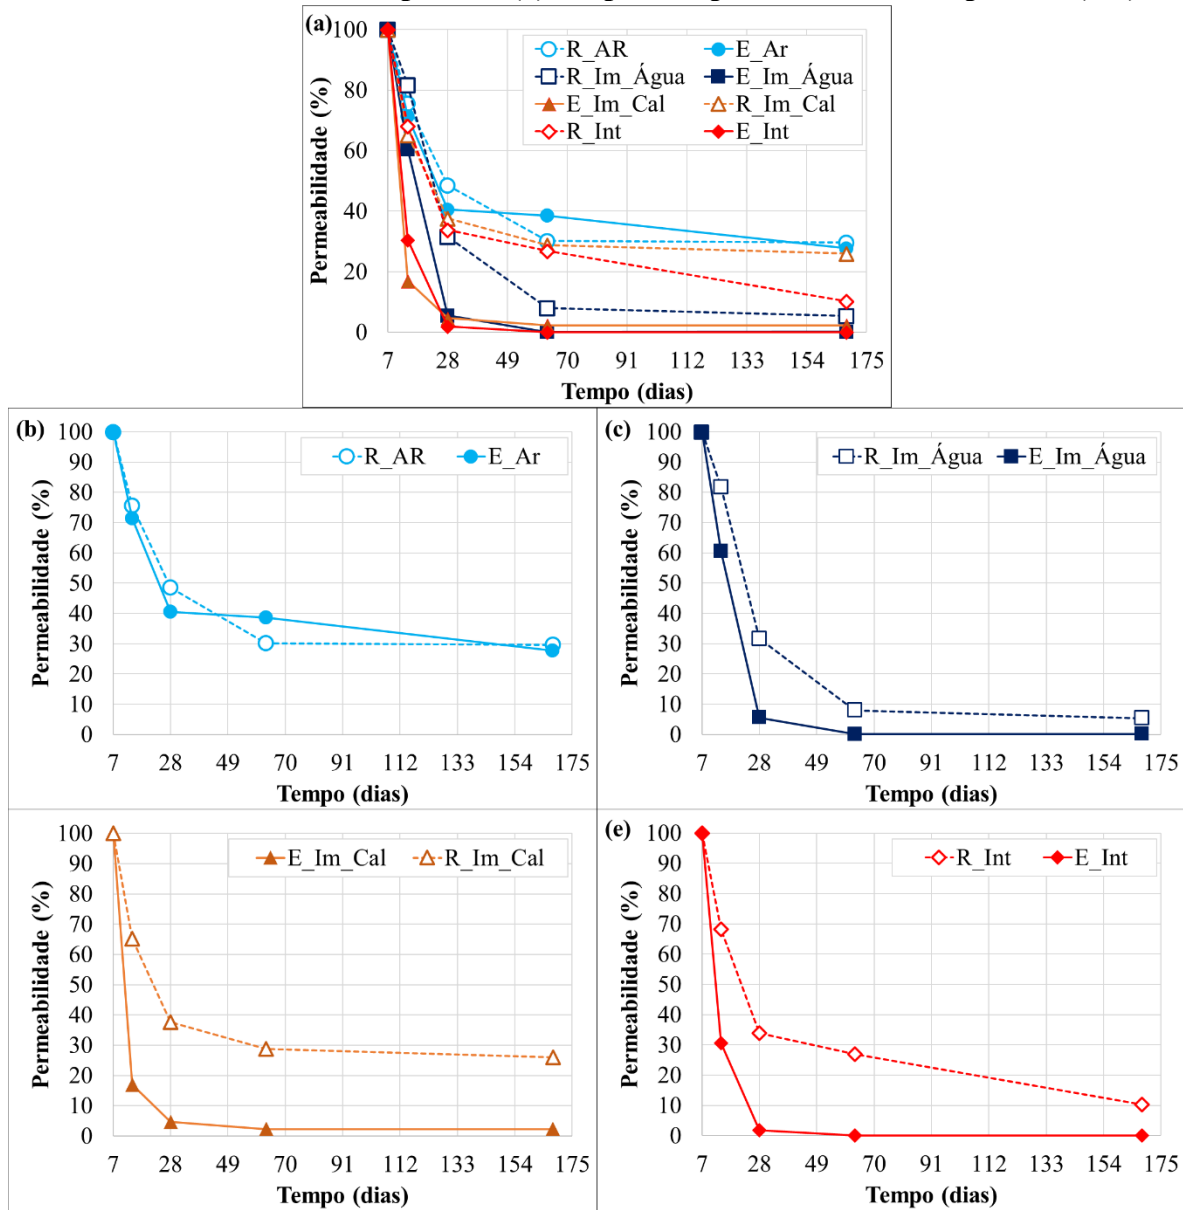 (a)
R_AR E_Ar
R_Im_Água E_Im_Água
E_Im_Cal R_Im_Cal
R_Int E_Int
Permeabilidade (%)
100
80
60
40
20
0
7 28 49 70 91 112 133 154 175
Tempo (dias)
(b)
R_AR E_Ar
Permeabilidade (%)
100
90
80
70
60
50
40
30
20
10
0
7 28 49 70 91 112 133 154 175
Tempo (dias)
(c)
R_Im_Água E_Im_Água
Permeabilidade (%)
100
90
80
70
60
50
40
30
20
10
0
7 28 49 70 91 112 133 154 175
Tempo (dias)
E_Im_Cal R_Im_Cal
Permeabilidade (%)
100
90
80
70
60
50
40
30
20
10
0
7 28 49 70 91 112 133 154 175
Tempo (dias)
(e)
R_Int E_Int
Permeabilidade (%)
100
90
80
70
60
50
40
30
20
10
0
7 28 49 70 91 112 133 154 175
Tempo (dias)